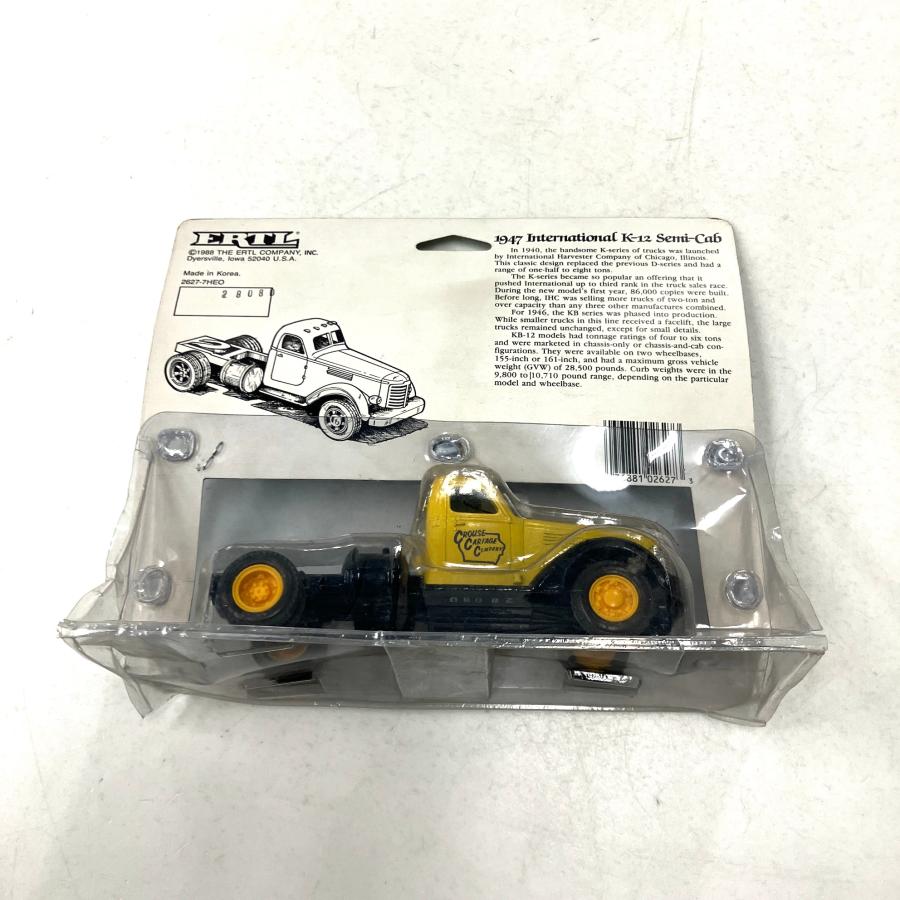 ERTL
©1988 THE ERTL COMPANY, INC.
Dyersville, Iowa 52040 U.S.A.
Made in Korea.
2627-7HEO
28080
1947 International K-12 Semi-Cab
In 1940, the handsome K-series of trucks was launched
by International Harvester Company of Chicago, Illinois.
This classic design replaced the previous D-series and had a
range of one-half to eight tons.
The K-series became so popular an offering that it
pushed International up to third rank in the truck sales race.
During the new model's first year, 86,000 copies were built.
Before long, IHC was selling more trucks of two-ton and
over capacity than any three other manufactures combined.
For 1946, the KB series was phased into production.
While smaller trucks in this line received a facelift, the large
trucks remained unchanged, except for small details.
KB-12 models had tonnage ratings of four to six tons
and were marketed in chassis-only or chassis-and-cab con-
figurations. They were available on two wheelbases,
155-inch or 161-inch, and had a maximum gross vehicle
weight (GVW) of 28,500 pounds. Curb weights were in the
9,800 to 10,710 pound range, depending on the particular
model and wheelbase.
881 02627 3
CROUSE
CARTAGE
COMPANY
28080